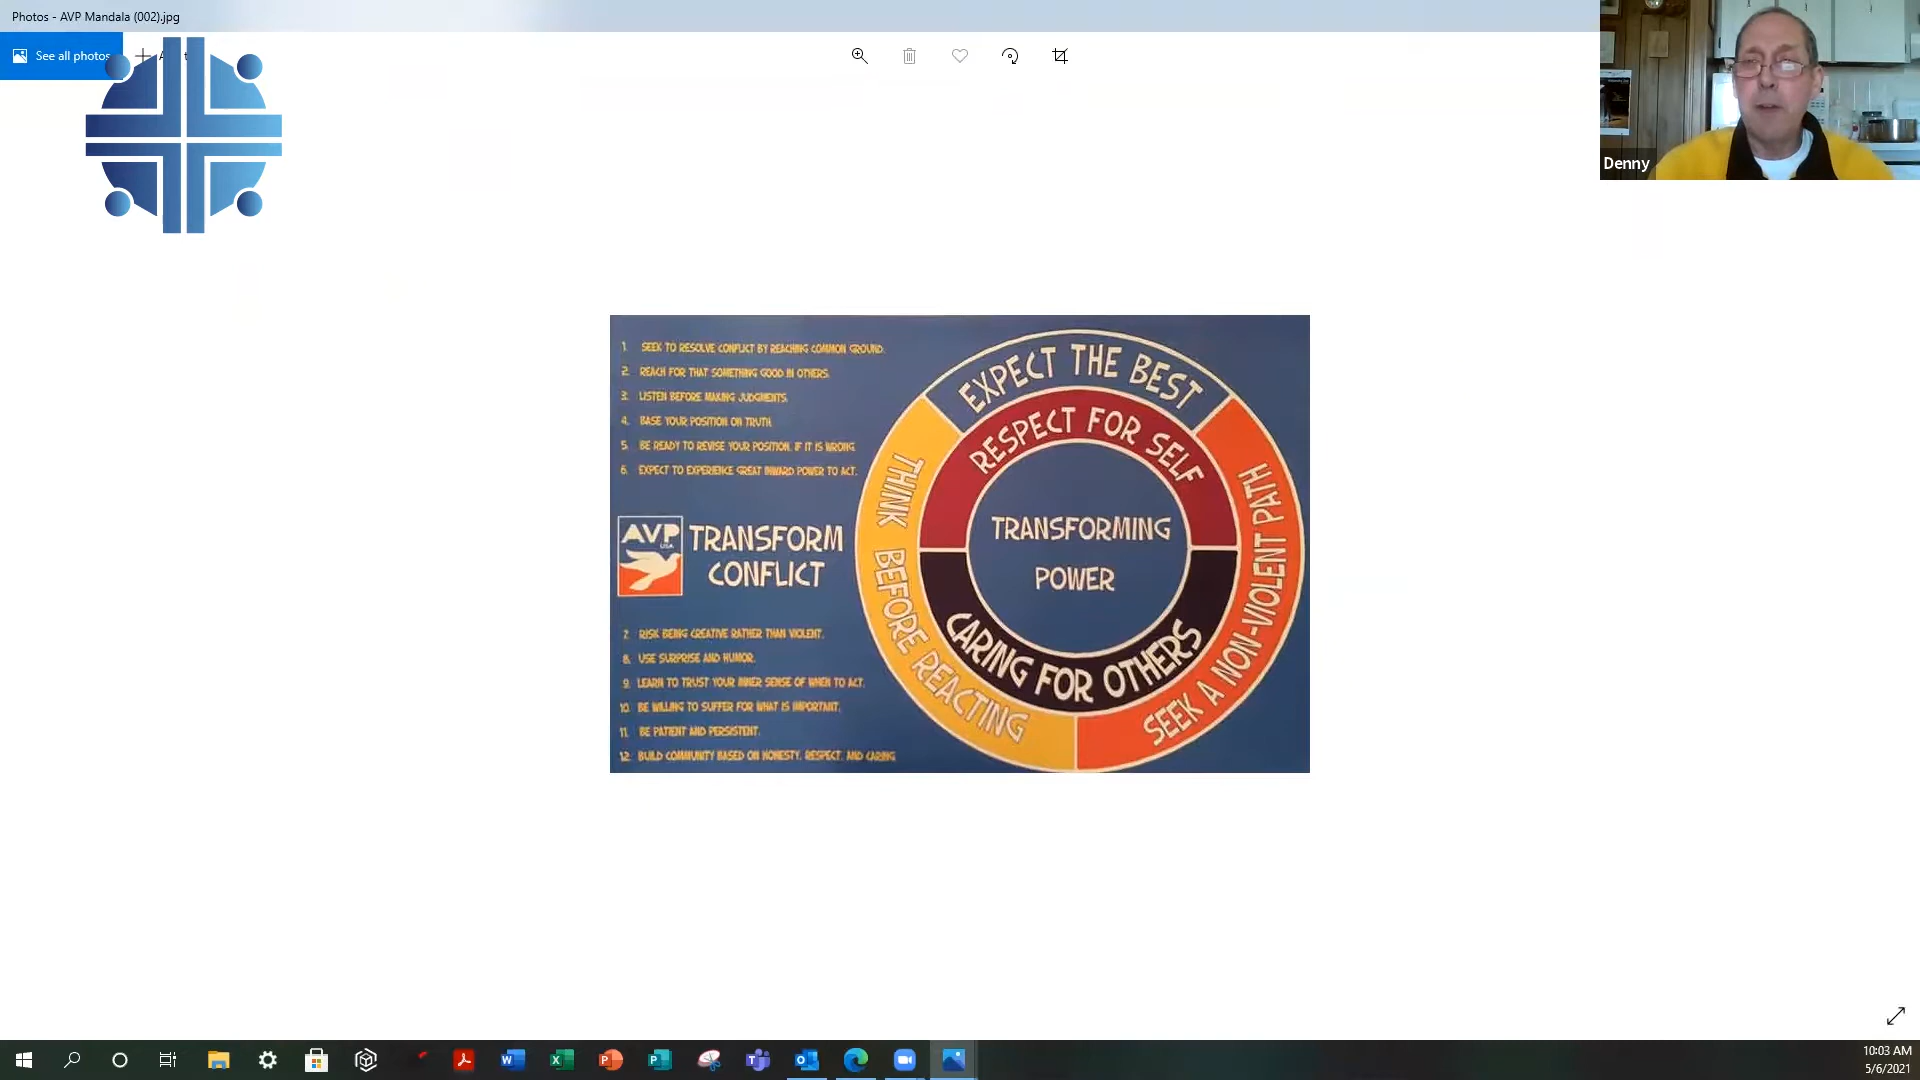 Photos - AVP Mandala (002).jpg
See all photos
Denny
1. SEEK TO RESOLVE CONFLICT BY REACHING COMMON GROUND.
2. REACH FOR THAT SOMETHING GOOD IN OTHERS.
3. LISTEN BEFORE MAKING JUDGMENTS.
4. BASE YOUR POSITION ON TRUTH.
5. BE READY TO REVISE YOUR POSITION, IF IT IS WRONG.
6. EXPECT TO EXPERIENCE GREAT INWARD POWER TO ACT.
AVP
USA
TRANSFORM
CONFLICT
7. RISK BEING CREATIVE RATHER THAN VIOLENT.
8. USE SURPRISE AND HUMOR.
9. LEARN TO TRUST YOUR INNER SENSE OF WHEN TO ACT.
10. BE WILLING TO SUFFER FOR WHAT IS IMPORTANT.
11. BE PATIENT AND PERSISTENT.
12. BUILD COMMUNITY BASED ON HONESTY, RESPECT, AND CARING.
EXPECT THE BEST
RESPECT FOR SELF
THINK BEFORE REACTING
TRANSFORMING
POWER
CARING FOR OTHERS
SEEK A NON-VIOLENT PATH
10:03 AM
5/6/2021